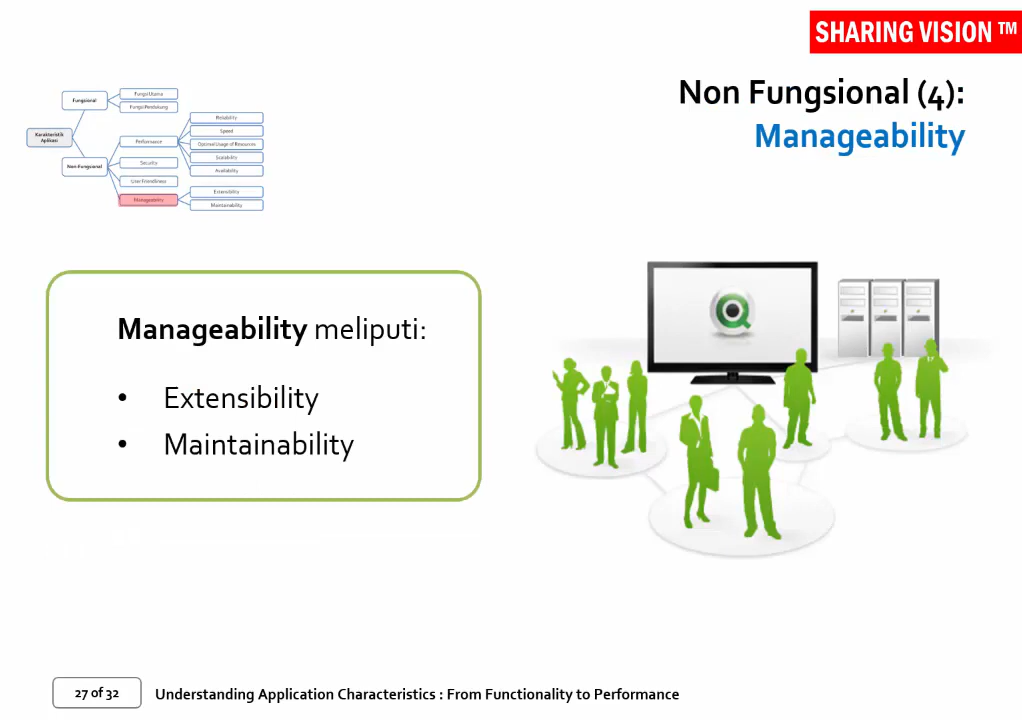 SHARING VISION ™
Non Fungsional (4):
Manageability
Karakteristik
Aplikasi
Fungsional
Fungsi Utama
Fungsi Pendukung
Non-Fungsional
Performance
Reliability
Speed
Optimal Usage of Resources
Scalability
Availability
Security
User Friendliness
Manageability
Extensibility
Maintainability
Manageability meliputi:
• Extensibility
• Maintainability
27 of 32
Understanding Application Characteristics : From Functionality to Performance